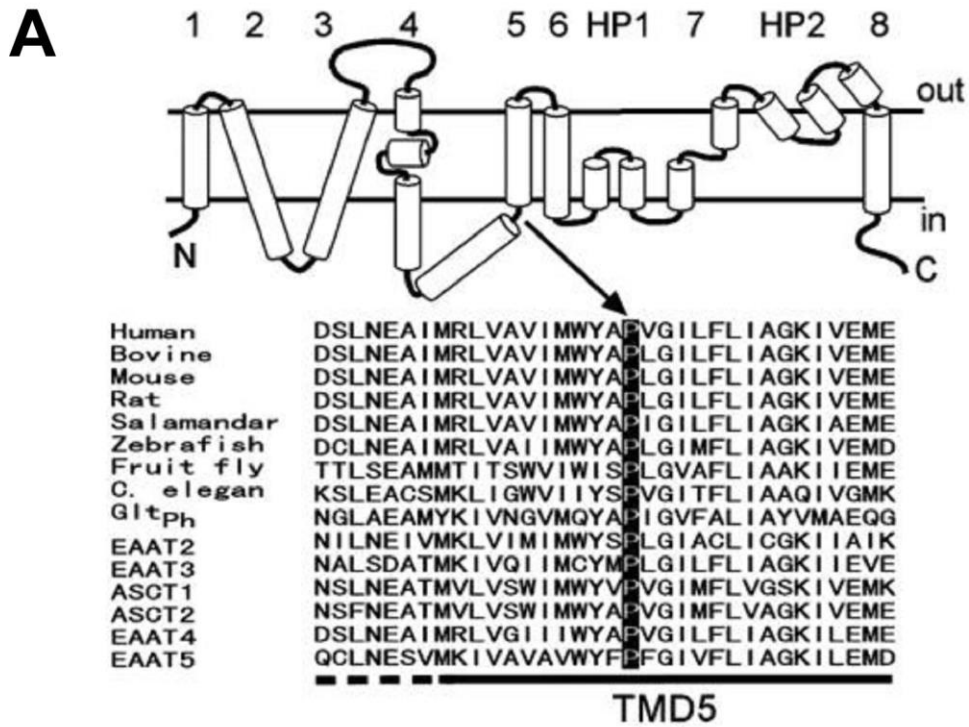 A
1 2 3 4 5 6 HP1 7 HP2 8
out
in
N
C
Human DSLNEAIMRLVAVIMWYAPVGILFLIAGKIVEME
Bovine DSLNEAIMRLVAVIMWYAPLGILFLIAGKIVEME
Mouse DSLNEAIMRLVAVIMWYAPLGILFLIAGKIVEME
Rat DSLNEAIMRLVAVIMWYAPLGILFLIAGKIVEME
Salamandar DSLNEAIMRLVAVIMWYAPIGILFLIAGKIAEME
Zebrafish DCLNEAIMRLVAIIMWYAPLGIMFLIAGKIVEMD
Fruit fly TTLSEAMMTITSWVIWISPLGVAFLIAAKIIEME
C. elegan KSLEACSMKLIGWVIIYSPVGITFLIAAQIVGMK
GltPh NGLAEAMYKIVNGVMQYAPIGVFALIAYVMAEQG
EAAT2 NILNEIVMKLVIMIMWYSPLGIACLICGKIIAIK
EAAT3 NALSDATMKIVQIIMCYMPLGILFLIAGKIIEVE
ASCT1 NSLNEATMVLVSWIMWYVPVGIMFLVGSKIVEMK
ASCT2 NSFNEATMVLVSWIMWYAPVGIMFLVAGKIVEME
EAAT4 DSLNEAIMRLVGIIIWYAPVGILFLIAGKILEME
EAAT5 QCLNESVMKIVAVAVWYFPFGIVFLIAGKILEMD
TMD5